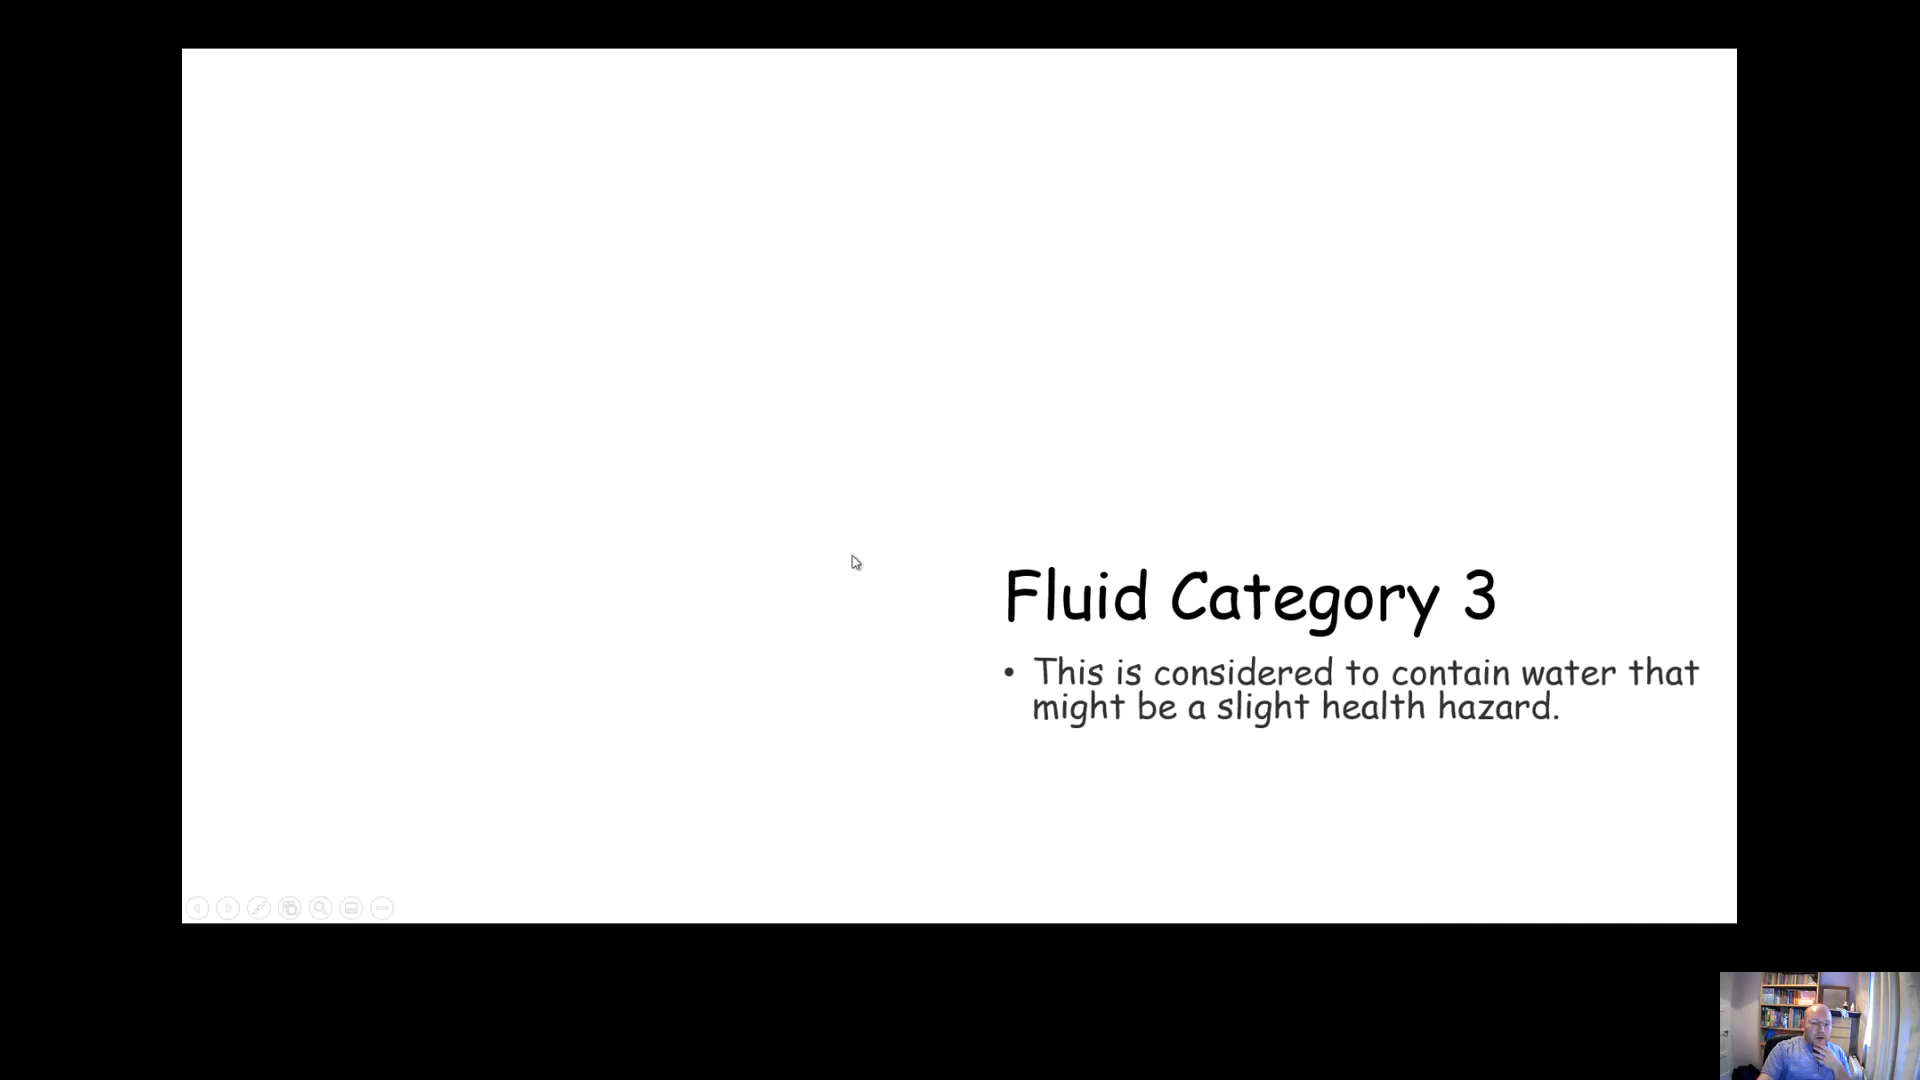 Fluid Category 3
• This is considered to contain water that
might be a slight health hazard.